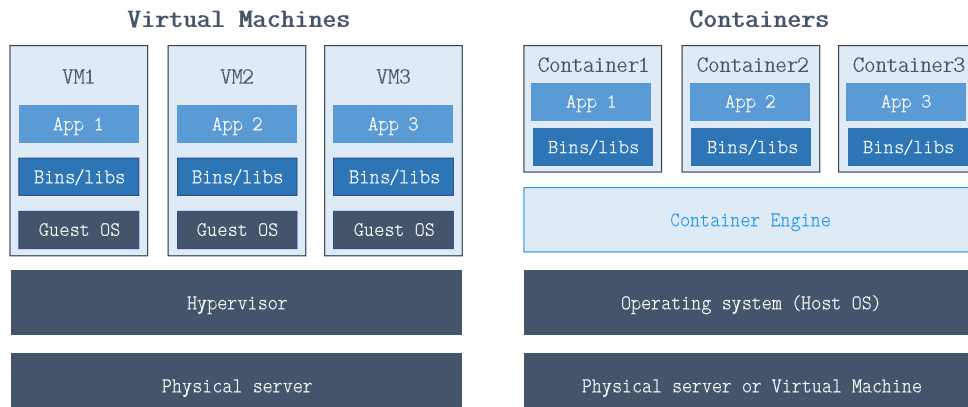 Virtual Machines
VM1
App 1
Bins/libs
Guest OS
VM2
App 2
Bins/libs
Guest OS
VM3
App 3
Bins/libs
Guest OS
Hypervisor
Physical server
Containers
Container1
App 1
Bins/libs
Container2
App 2
Bins/libs
Container3
App 3
Bins/libs
Container Engine
Operating system (Host OS)
Physical server or Virtual Machine